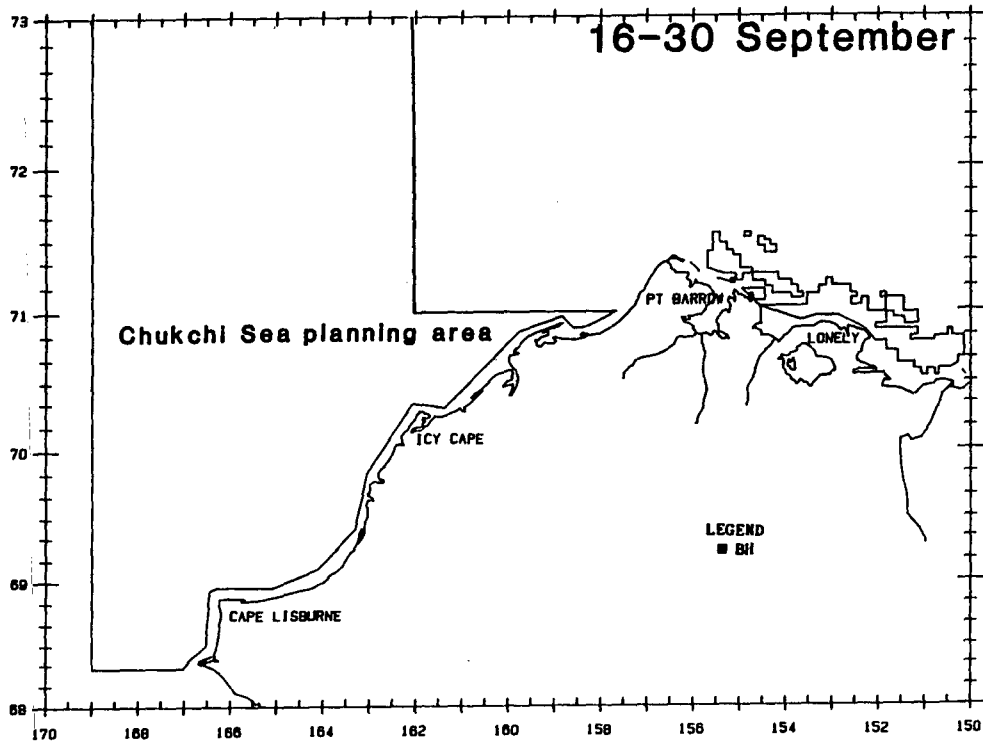 73
16-30 September
72
PT BARROW
71
Chukchi Sea planning area
LONELY
70
ICY CAPE
LEGEND
BH
69
CAPE LISBURNE
68
170 168 166 164 162 160 158 156 154 152 150